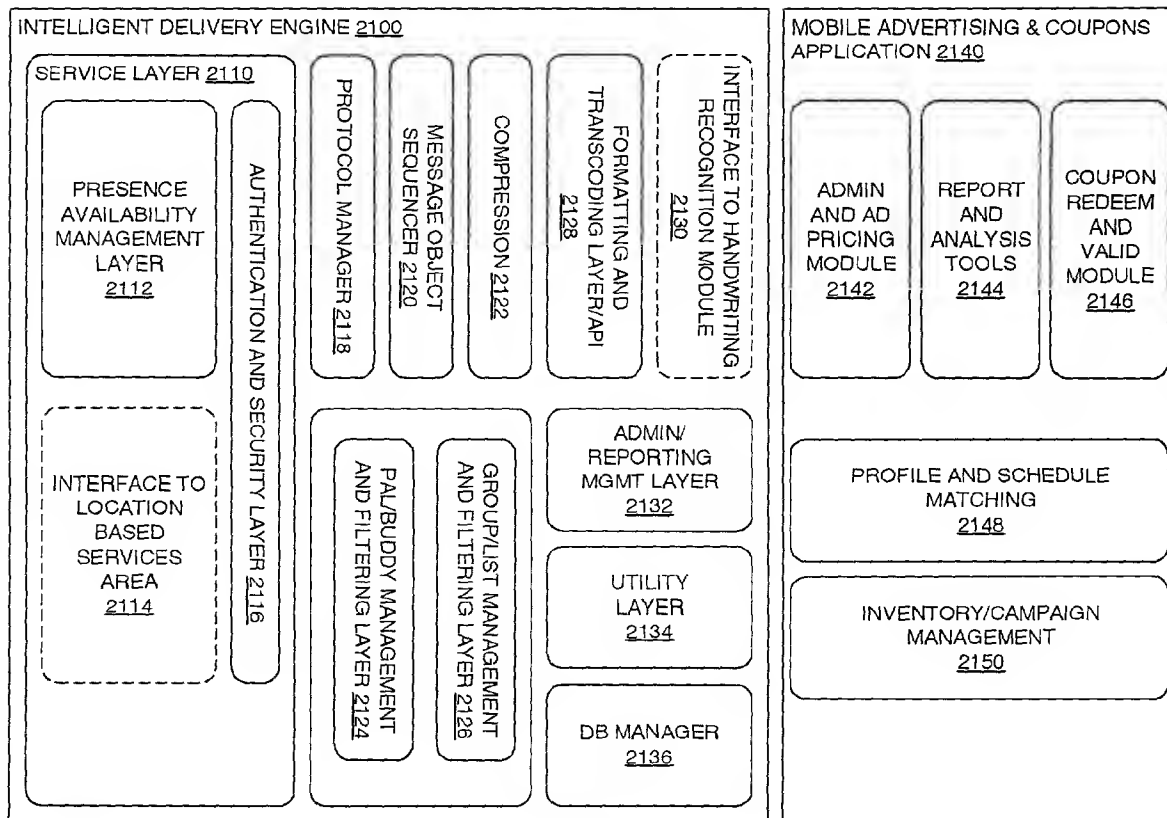 INTELLIGENT DELIVERY ENGINE 2100
SERVICE LAYER 2110
PRESENCE
AVAILABILITY
MANAGEMENT
LAYER
2112
INTERFACE TO
LOCATION
BASED
SERVICES
AREA
2114
AUTHENTICATION AND SECURITY LAYER 2116
PROTOCOL MANAGER 2118
MESSAGE OBJECT
SEQUENCER 2120
COMPRESSION 2122
FORMATTING AND
TRANSCODING LAYER/API
2128
INTERFACE TO HANDWRITING
RECOGNITION MODULE
2130
PAL/BUDDY MANAGEMENT
AND FILTERING LAYER 2124
GROUP/LIST MANAGEMENT
AND FILTERING LAYER 2126
ADMIN/
REPORTING
MGMT LAYER
2132
UTILITY
LAYER
2134
DB MANAGER
2136
MOBILE ADVERTISING & COUPONS
APPLICATION 2140
ADMIN
AND AD
PRICING
MODULE
2142
REPORT
AND
ANALYSIS
TOOLS
2144
COUPON
REDEEM
AND
VALID
MODULE
2146
PROFILE AND SCHEDULE
MATCHING
2148
INVENTORY/CAMPAIGN
MANAGEMENT
2150